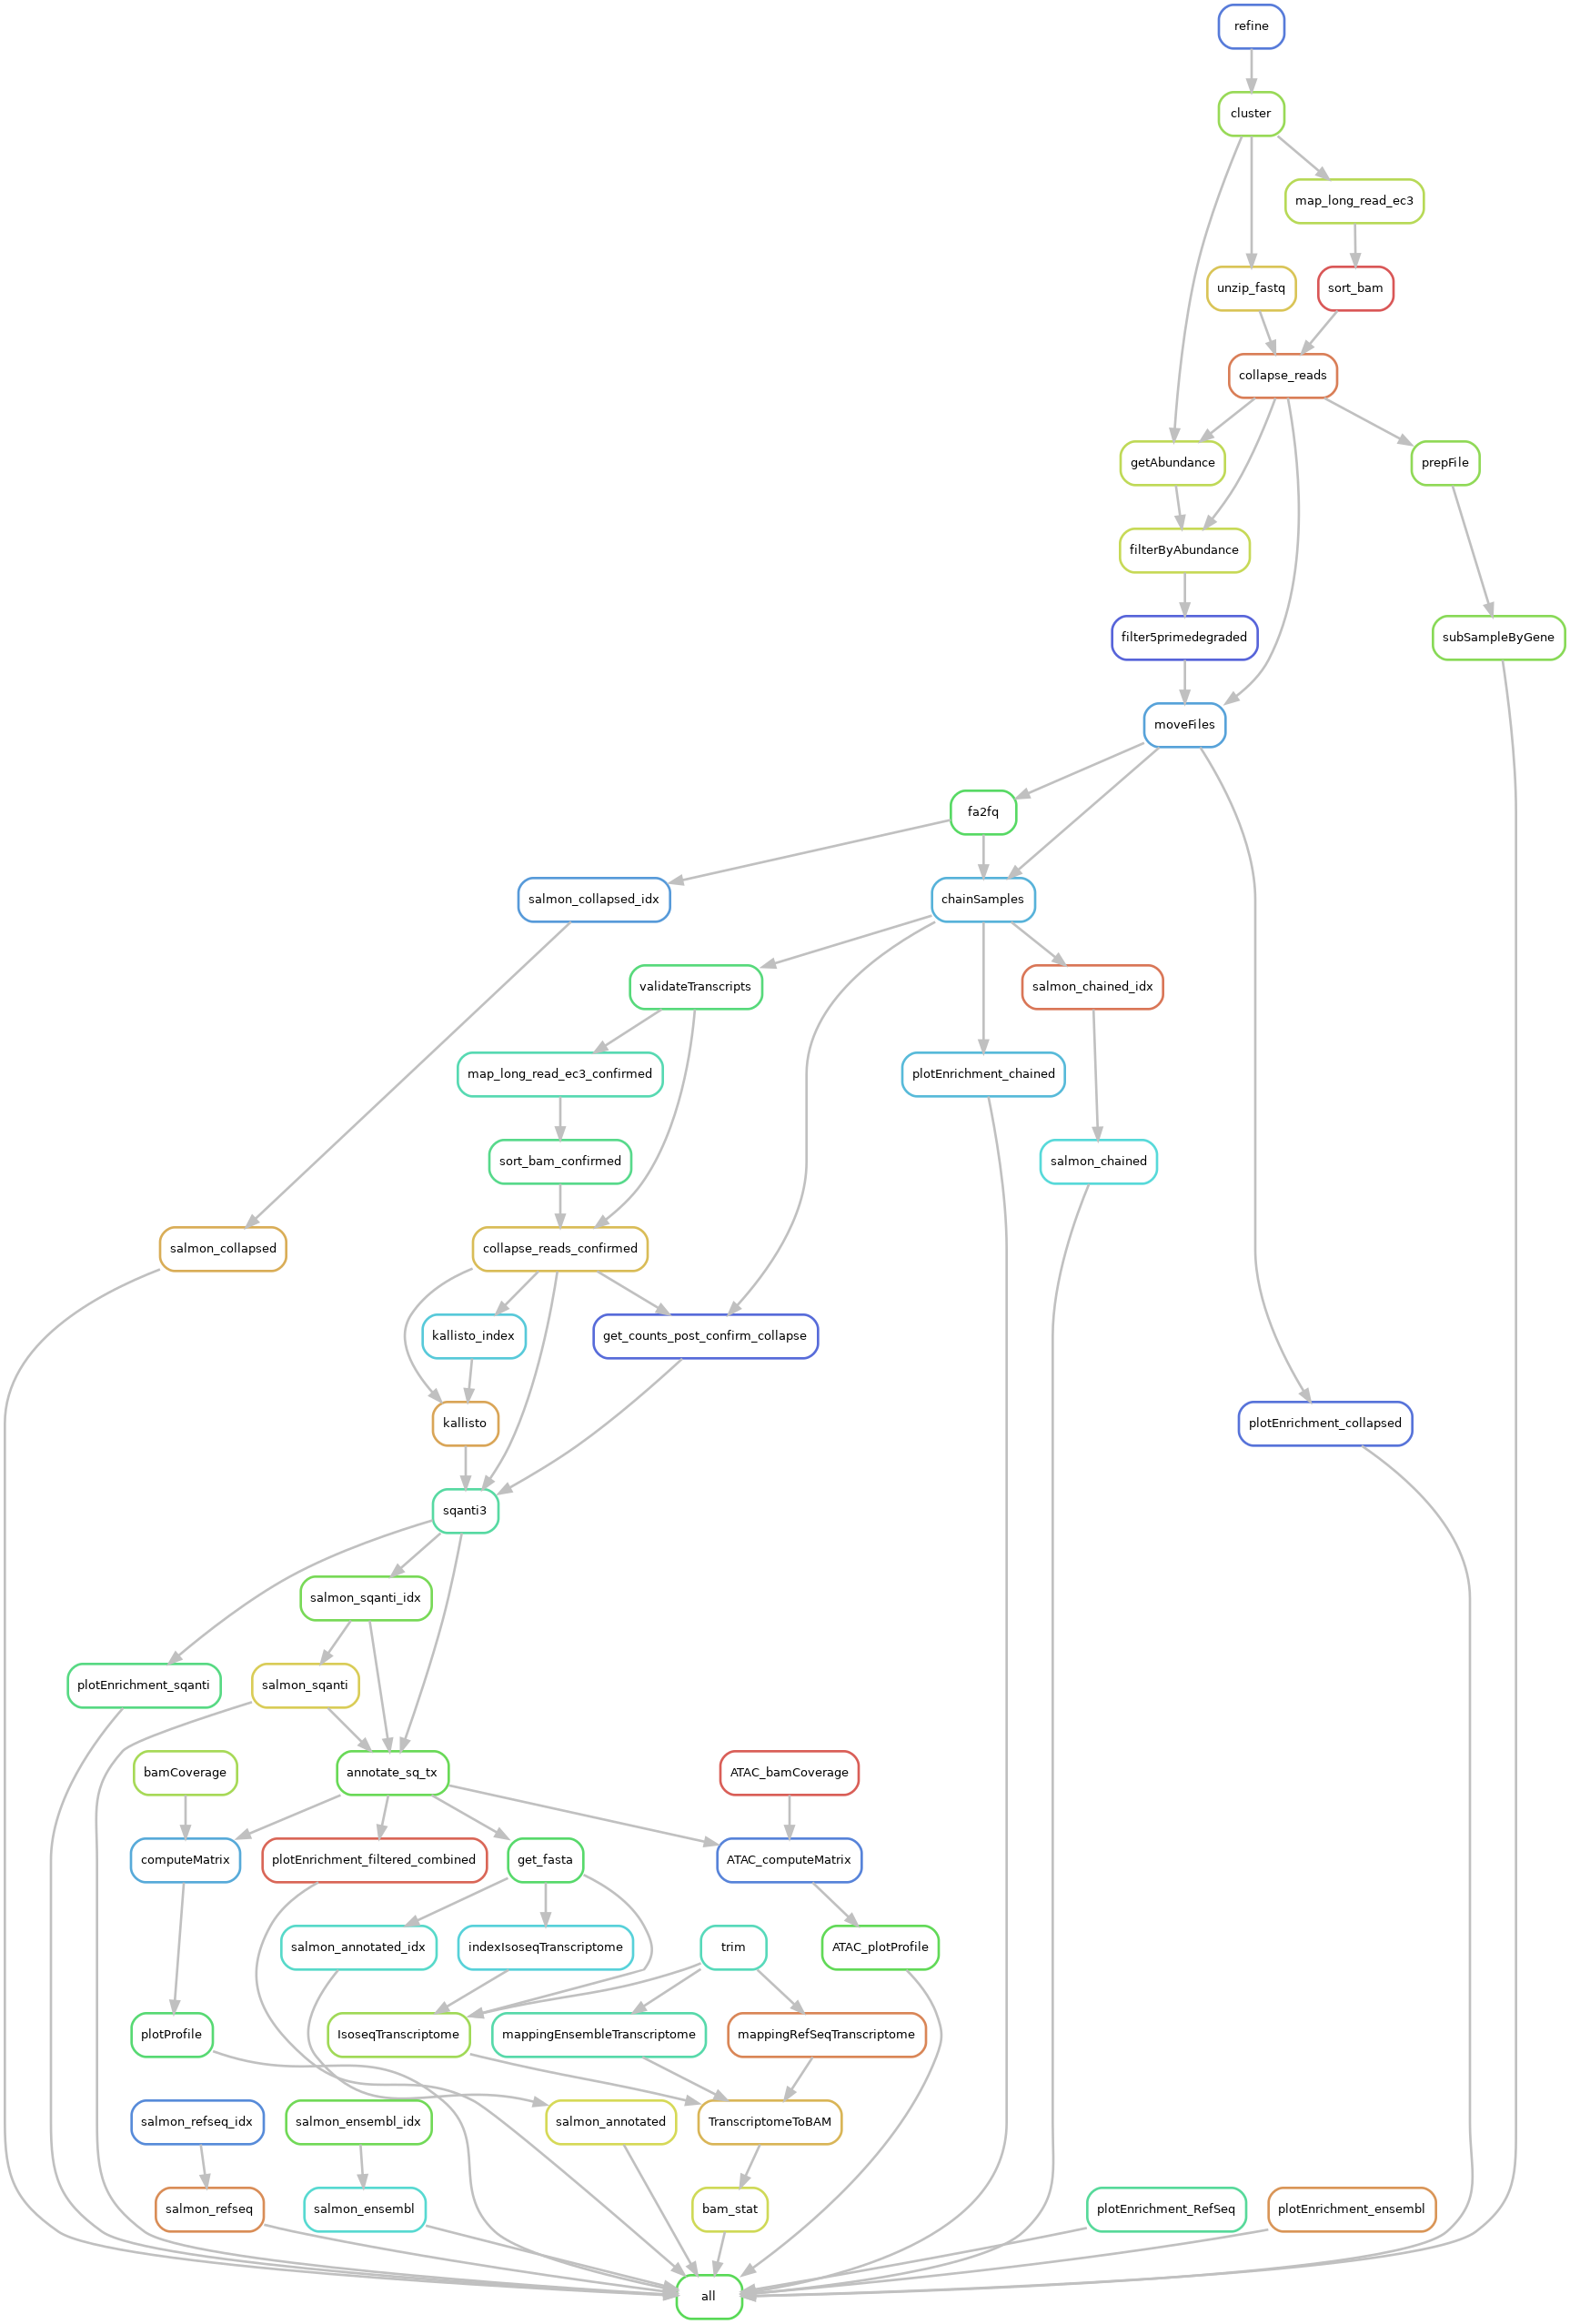 refine
cluster
map_long_read_ec3
unzip_fastq
sort_bam
collapse_reads
getAbundance
prepFile
filterByAbundance
filter5primedegraded
subSampleByGene
moveFiles
fa2fq
salmon_collapsed_idx
chainSamples
validateTranscripts
salmon_chained_idx
map_long_read_ec3_confirmed
plotEnrichment_chained
sort_bam_confirmed
salmon_chained
salmon_collapsed
collapse_reads_confirmed
kallisto_index
get_counts_post_confirm_collapse
kallisto
plotEnrichment_collapsed
sqanti3
salmon_sqanti_idx
plotEnrichment_sqanti
salmon_sqanti
bamCoverage
annotate_sq_tx
ATAC_bamCoverage
computeMatrix
plotEnrichment_filtered_combined
get_fasta
ATAC_computeMatrix
salmon_annotated_idx
indexIsoseqTranscriptome
trim
ATAC_plotProfile
plotProfile
IsoseqTranscriptome
mappingEnsembleTranscriptome
mappingRefSeqTranscriptome
salmon_refseq_idx
salmon_ensembl_idx
salmon_annotated
TranscriptomeToBAM
salmon_refseq
salmon_ensembl
bam_stat
plotEnrichment_RefSeq
plotEnrichment_ensembl
all